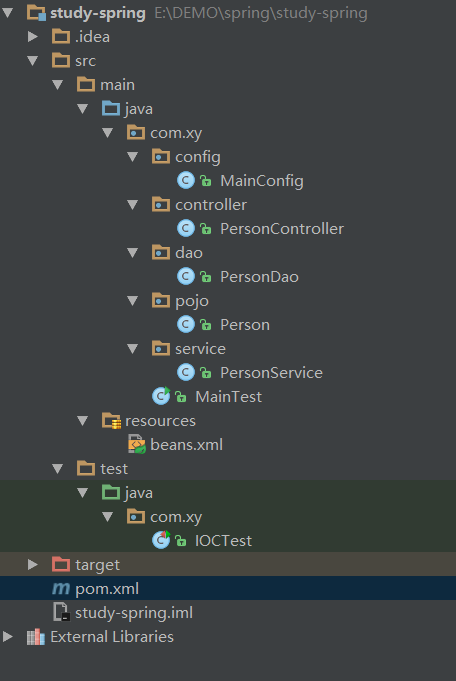 study-spring E:\DEMO\spring\study-spring
.idea
src
main
java
com.xy
config
MainConfig
controller
PersonController
dao
PersonDao
pojo
Person
service
PersonService
MainTest
resources
beans.xml
test
java
com.xy
IOCTest
target
pom.xml
study-spring.iml
External Libraries